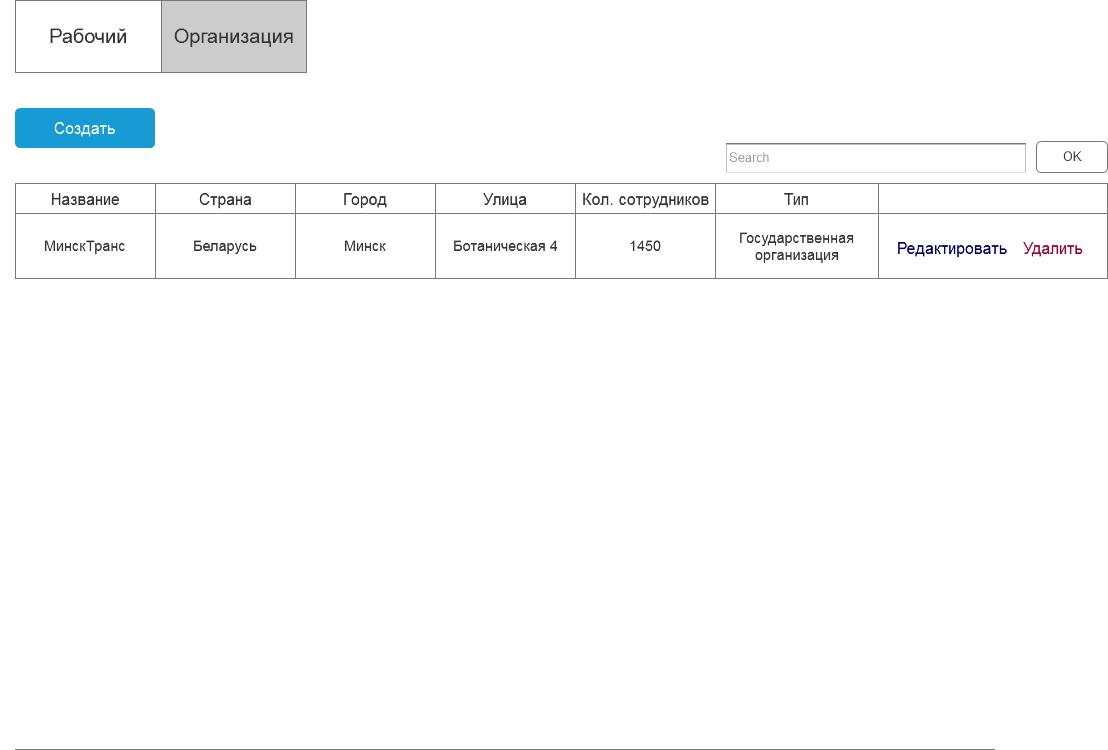 Рабочий Организация
Создать
Search OK
Название Страна Город Улица Кол. сотрудников Тип
МинскТранс Беларусь Минск Ботаническая 4 1450 Государственная
организация Редактировать Удалить